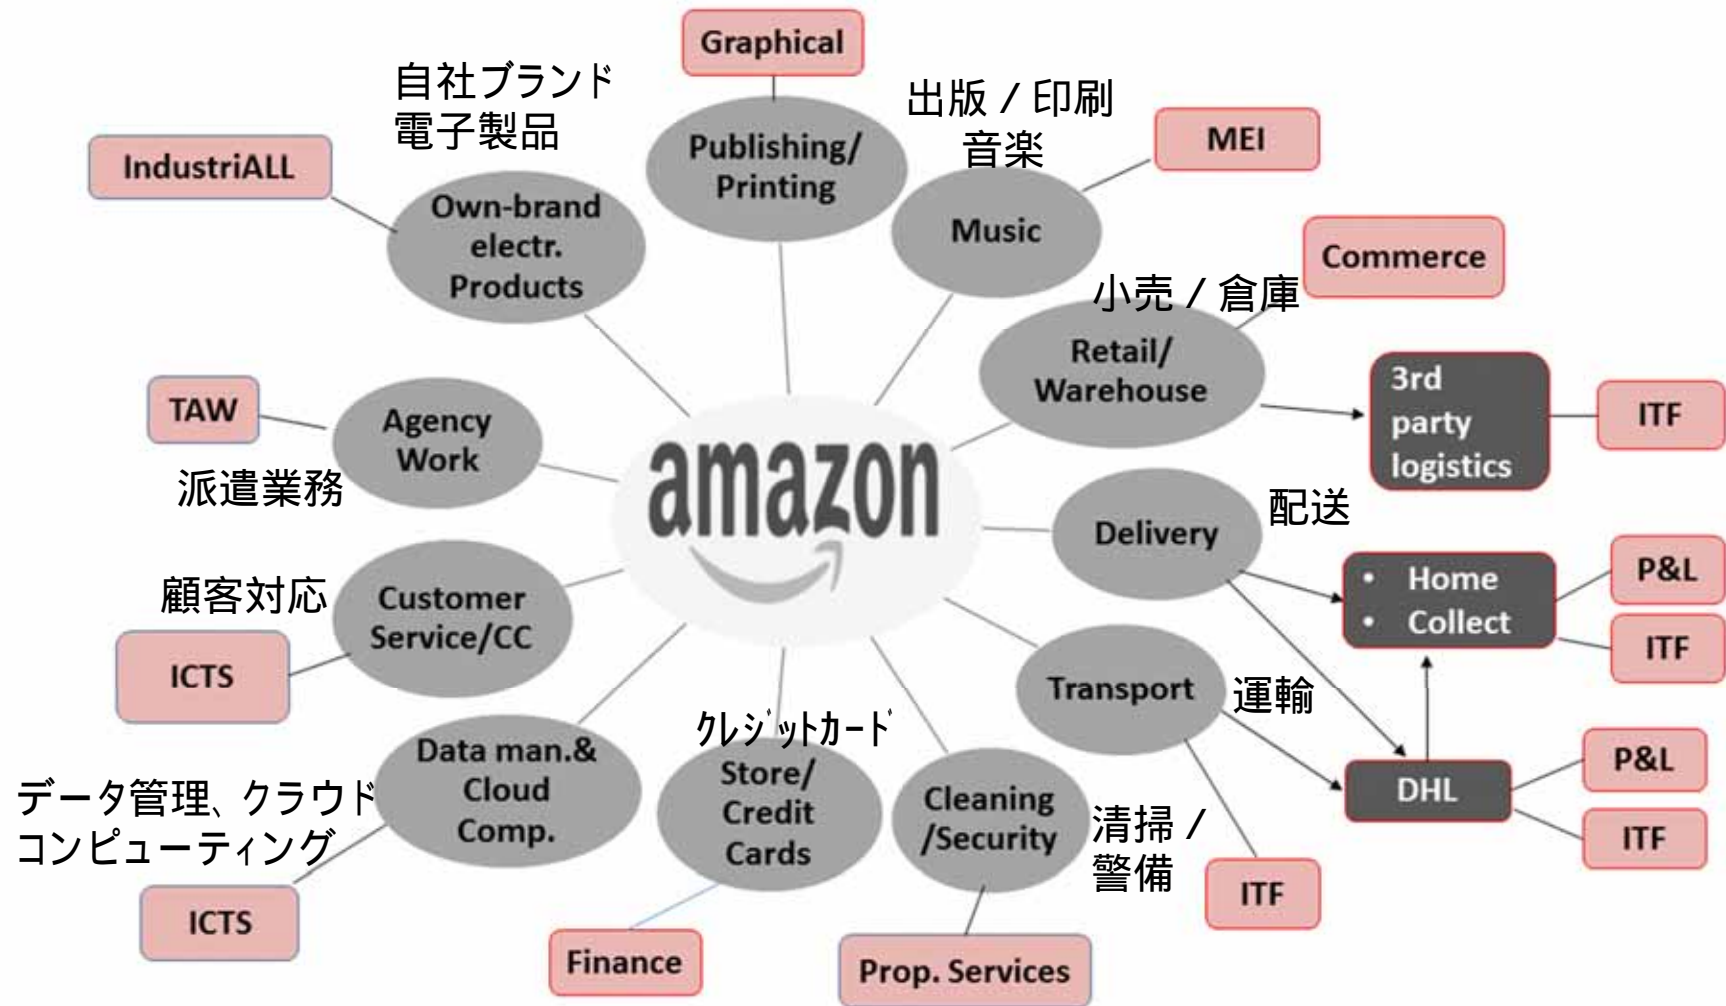 Graphical
自社ブランド
電子製品
出版 / 印刷
音楽
Publishing/
Printing
MEI
IndustriALL
Own-brand
electr.
Products
Music
Commerce
小売 / 倉庫
Retail/
Warehouse
3rd
party
logistics
ITF
TAW
Agency
Work
派遣業務
amazon
Delivery
配送
• Home
• Collect
P&L
ITF
顧客対応
Customer
Service/CC
ICTS
Transport
運輸
クレジットカード
Data man.&
Cloud
Comp.
データ管理、クラウド
コンピューティング
ICTS
Store/
Credit
Cards
Finance
Cleaning
/Security
清掃 /
警備
Prop. Services
ITF
DHL
P&L
ITF